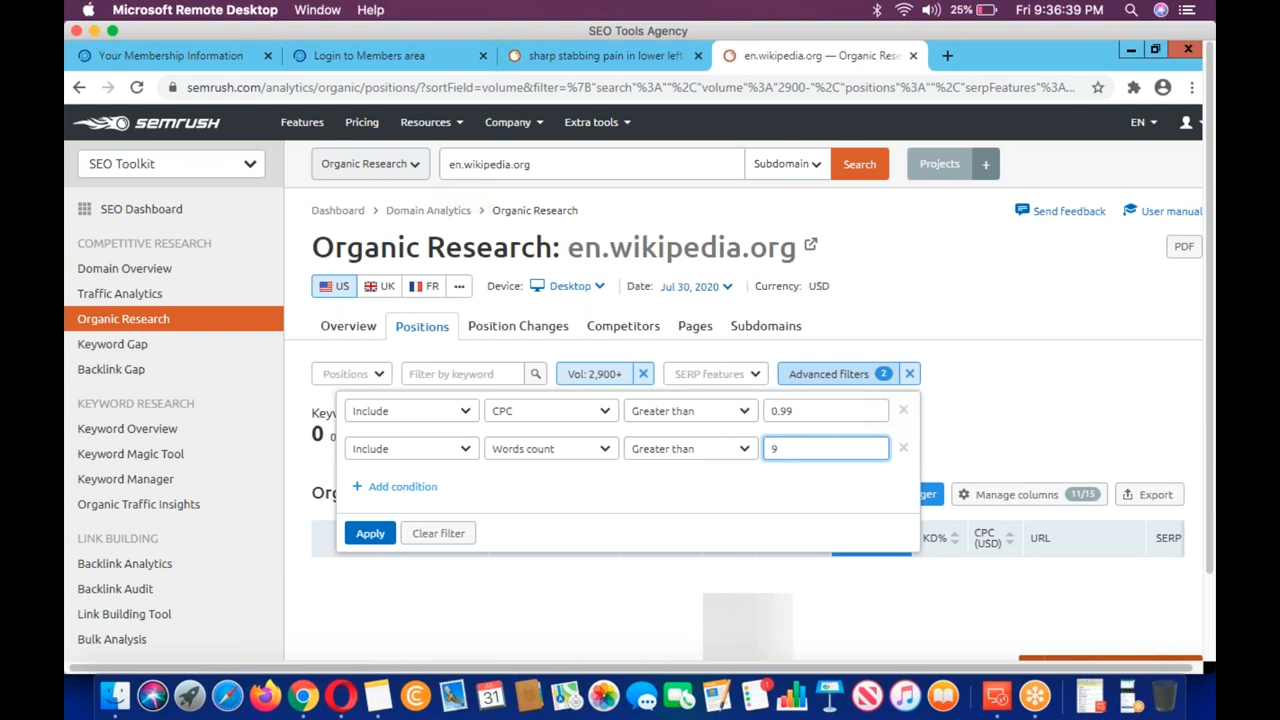 Microsoft Remote Desktop Window Help 25% Fri 9:36:39 PM
SEO Tools Agency
Your Membership Information Login to Members area sharp stabbing pain in lower left en.wikipedia.org — Organic Rese
semrush.com/analytics/organic/positions/?sortField=volume&filter=%7B"search"%3A""%2C"volume"%3A"2900-"%2C"positions"%3A""%2C"serpFeatures"%3A...
SEMRUSH Features Pricing Resources Company Extra tools EN
SEO Toolkit Organic Research en.wikipedia.org Subdomain Search Projects +
SEO Dashboard Dashboard > Domain Analytics > Organic Research Send feedback User manual
COMPETITIVE RESEARCH
Organic Research: en.wikipedia.org PDF
Domain Overview
Traffic Analytics US UK FR ... Device: Desktop Date: Jul 30, 2020 Currency: USD
Organic Research Overview Positions Position Changes Competitors Pages Subdomains
Keyword Gap
Backlink Gap Positions Filter by keyword Vol: 2,900+ SERP features Advanced filters 2
KEYWORD RESEARCH Key Include CPC Greater than 0.99
Keyword Overview 0 0
Keyword Magic Tool Include Words count Greater than 9
Keyword Manager + Add condition
Organic Traffic Insights Org ger Manage columns 11/15 Export
LINK BUILDING Apply Clear filter KD% CPC (USD) URL SERP
Backlink Analytics
Backlink Audit
Link Building Tool
Bulk Analysis
31 1